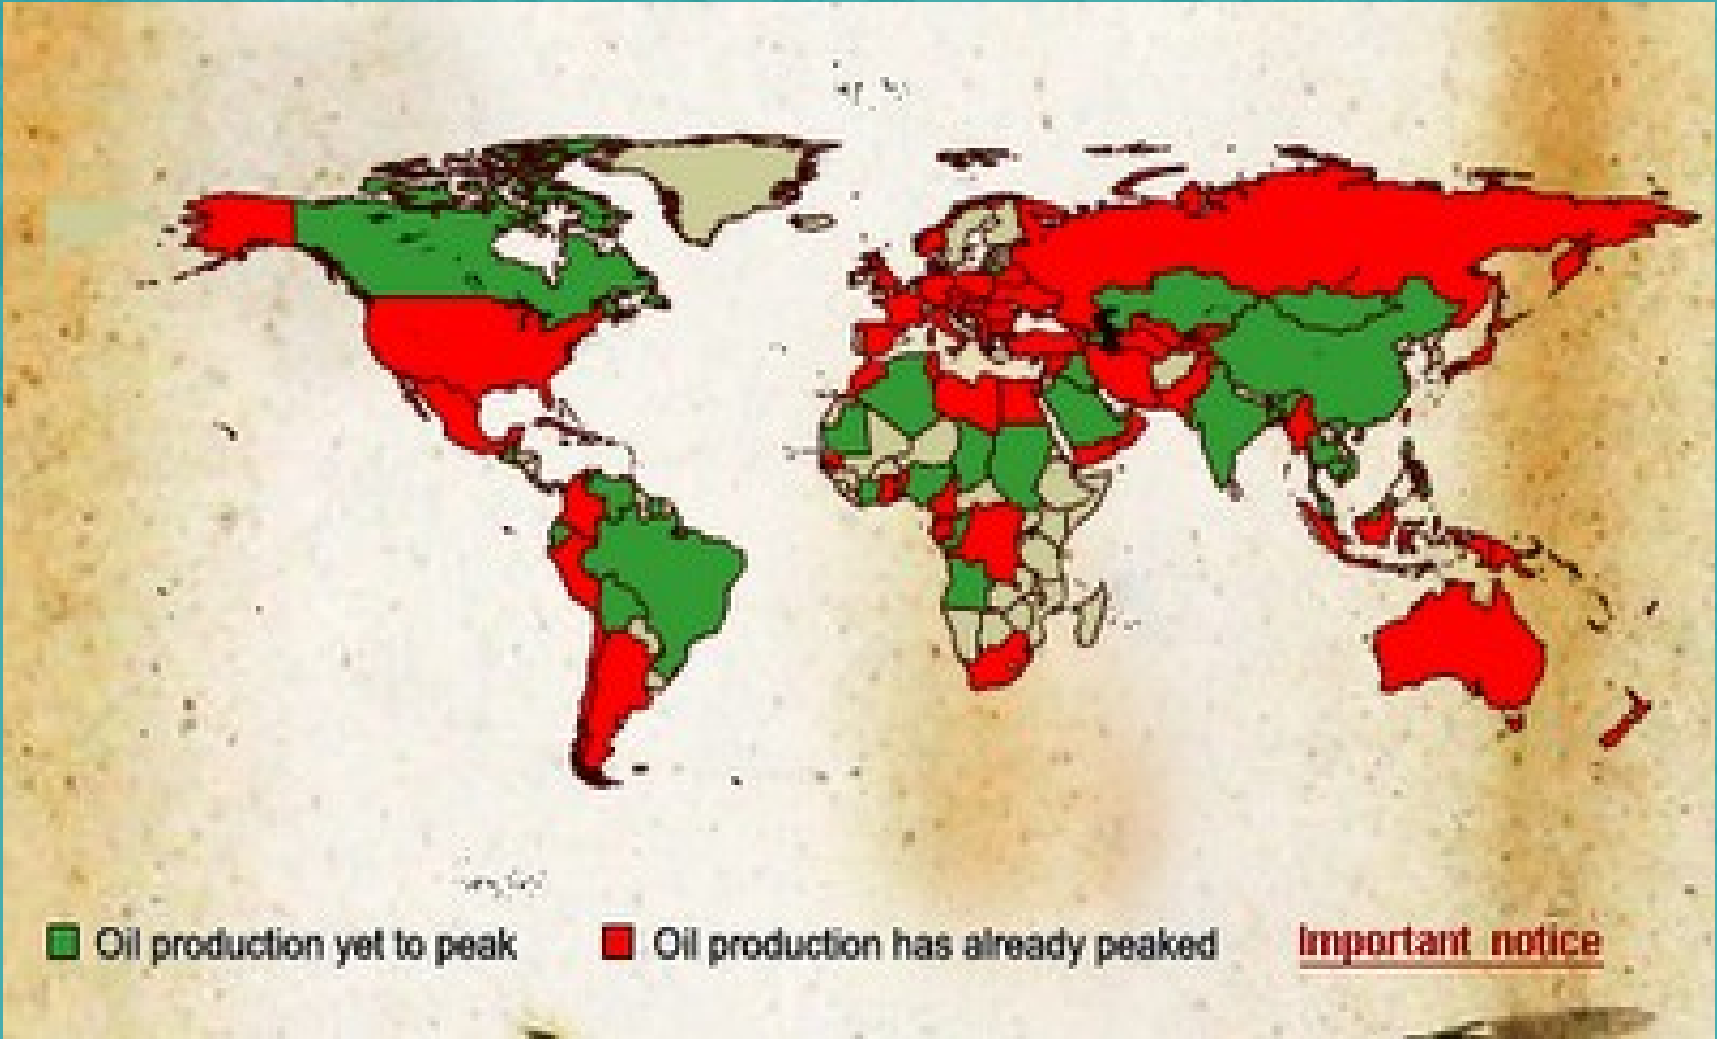 Oil production yet to peak
Oil production has already peaked
Important notice